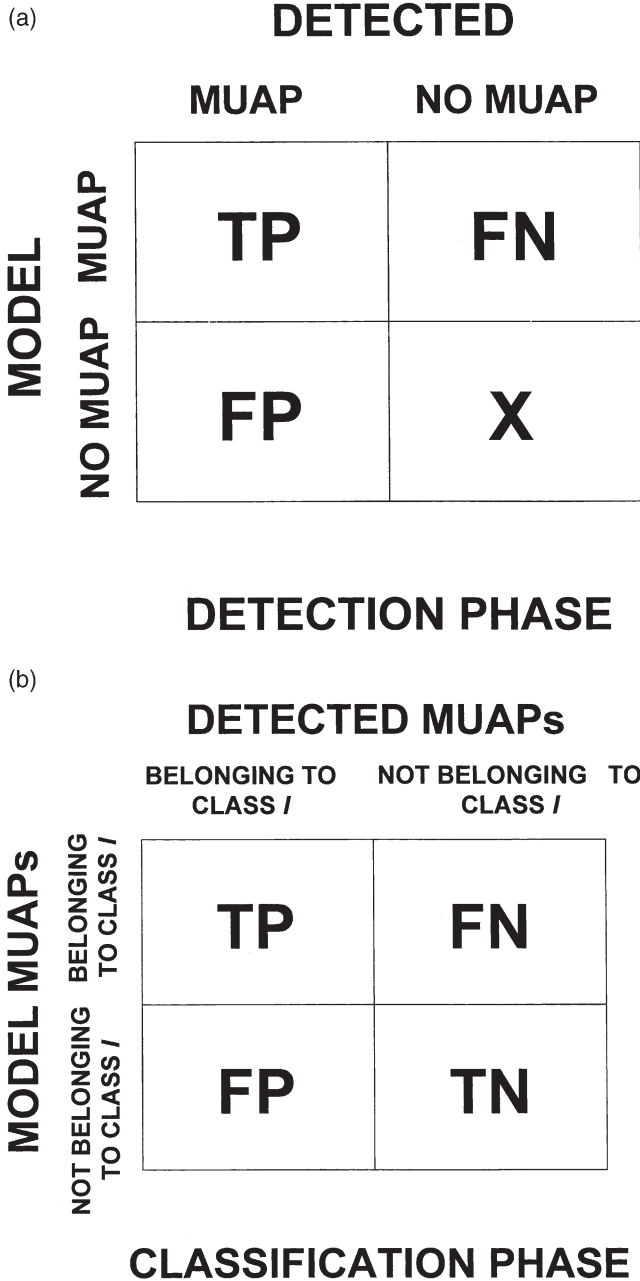 (a)
DETECTED
MUAP NO MUAP
MODEL
MUAP
TP FN
NO MUAP
FP X
DETECTION PHASE
(b)
DETECTED MUAPs
BELONGING TO
CLASS I
NOT BELONGING TO
CLASS I
MODEL MUAPs
BELONGING
TO CLASS I
TP FN
NOT BELONGING
TO CLASS I
FP TN
CLASSIFICATION PHASE